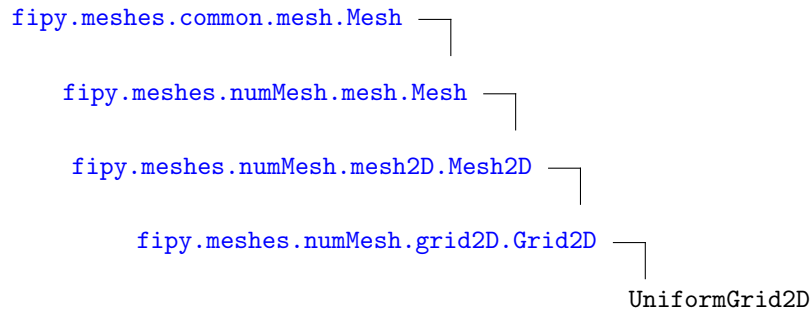 fipy.meshes.common.mesh.Mesh
fipy.meshes.numMesh.mesh.Mesh
fipy.meshes.numMesh.mesh2D.Mesh2D
fipy.meshes.numMesh.grid2D.Grid2D
UniformGrid2D